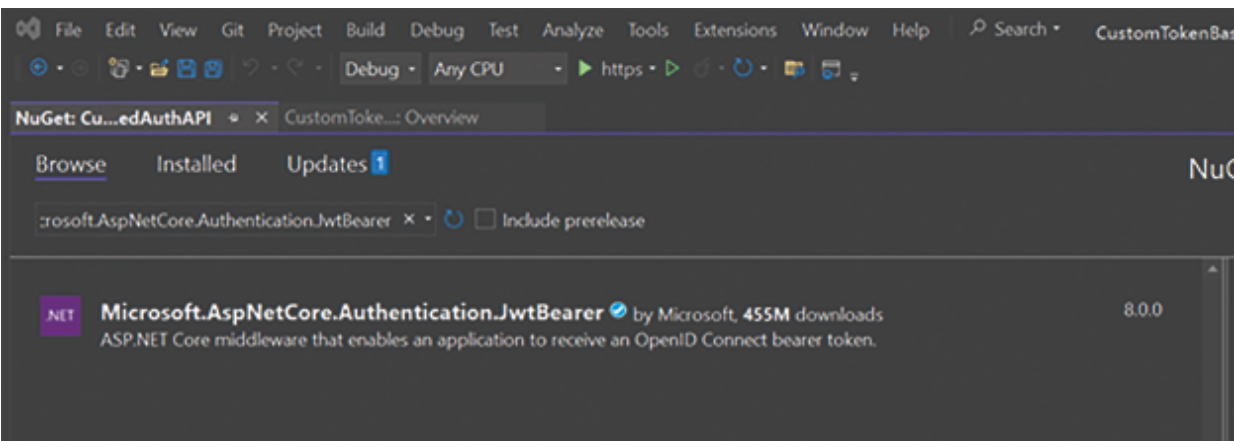 File Edit View Git Project Build Debug Test Analyze Tools Extensions Window Help Search CustomTokenBas
Debug Any CPU https
NuGet: Cu...edAuthAPI CustomToke...: Overview
Browse Installed Updates 1 NuG
:rosoft.AspNetCore.Authentication.JwtBearer Include prerelease
.NET Microsoft.AspNetCore.Authentication.JwtBearer by Microsoft, 455M downloads 8.0.0
ASP.NET Core middleware that enables an application to receive an OpenID Connect bearer token.